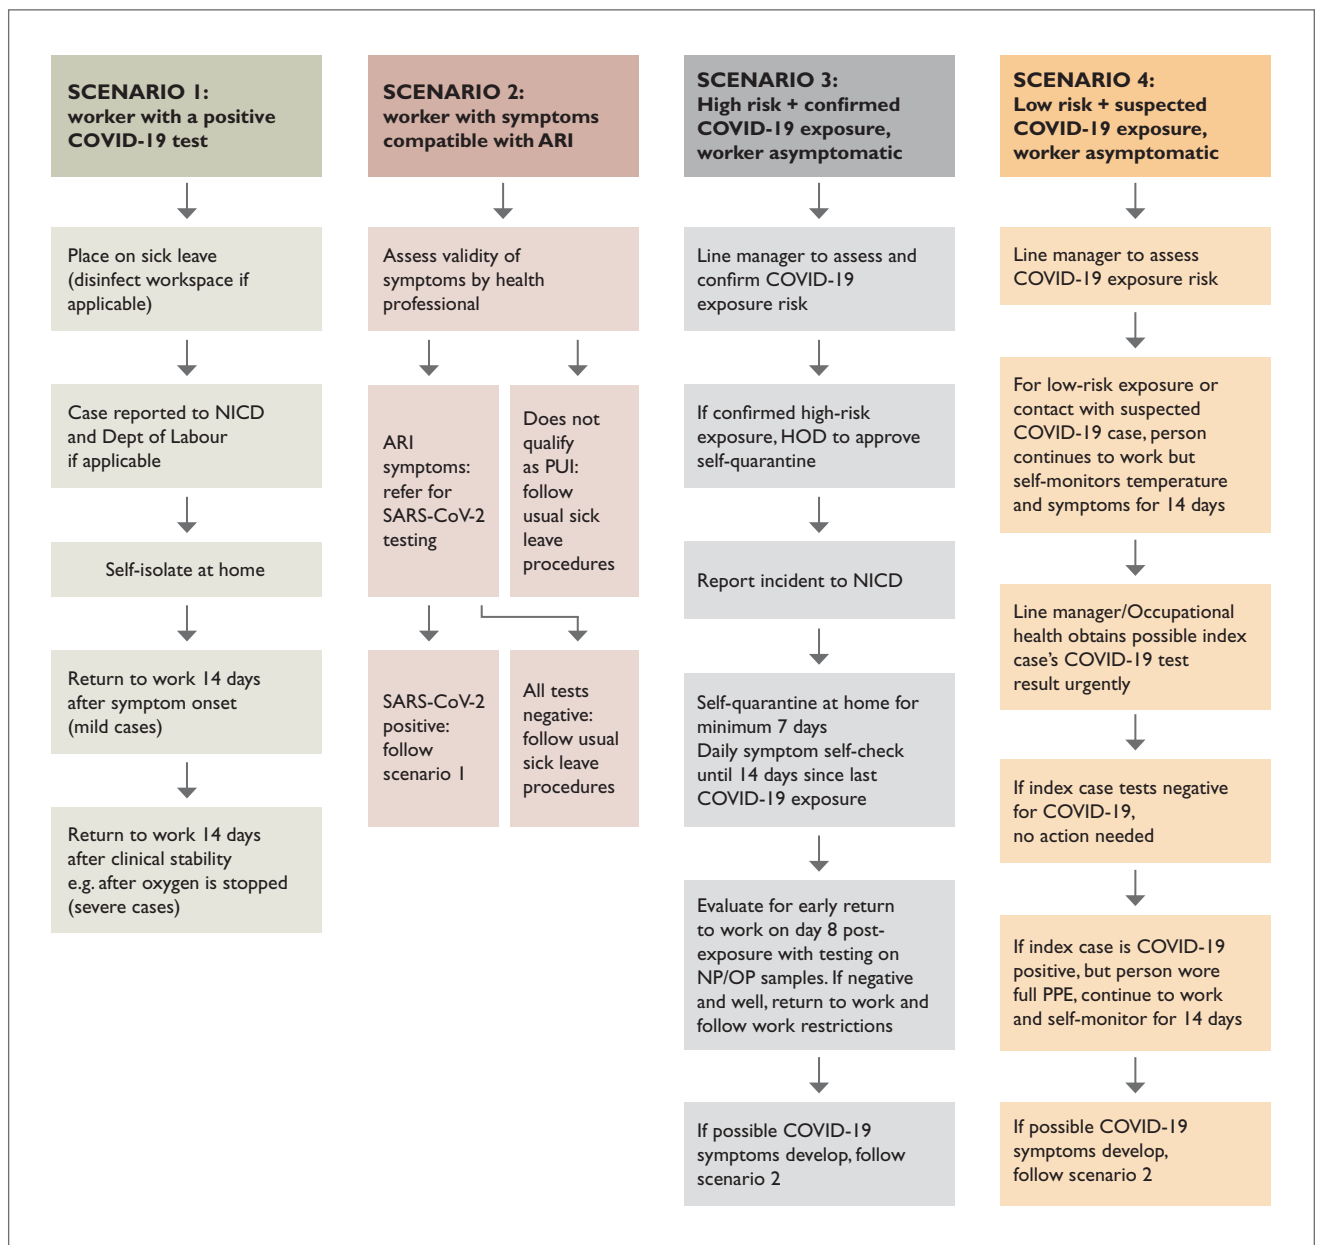 SCENARIO 1:
worker with a positive
COVID-19 test
Place on sick leave
(disinfect workspace if
applicable)
Case reported to NICD
and Dept of Labour
if applicable
Self-isolate at home
Return to work 14 days
after symptom onset
(mild cases)
Return to work 14 days
after clinical stability
e.g. after oxygen is stopped
(severe cases)
SCENARIO 2:
worker with symptoms
compatible with ARI
Assess validity of
symptoms by health
professional
ARI
symptoms:
refer for
SARS-CoV-2
testing
Does not
qualify
as PUI:
follow
usual sick
leave
procedures
SARS-CoV-2
positive:
follow
scenario 1
All tests
negative:
follow usual
sick leave
procedures
SCENARIO 3:
High risk + confirmed
COVID-19 exposure,
worker asymptomatic
Line manager to assess and
confirm COVID-19
exposure risk
If confirmed high-risk
exposure, HOD to approve
self-quarantine
Report incident to NICD
Self-quarantine at home for
minimum 7 days
Daily symptom self-check
until 14 days since last
COVID-19 exposure
Evaluate for early return
to work on day 8 post-
exposure with testing on
NP/OP samples. If negative
and well, return to work and
follow work restrictions
If possible COVID-19
symptoms develop, follow
scenario 2
SCENARIO 4:
Low risk + suspected
COVID-19 exposure,
worker asymptomatic
Line manager to assess
COVID-19 exposure risk
For low-risk exposure or
contact with suspected
COVID-19 case, person
continues to work but
self-monitors temperature
and symptoms for 14 days
Line manager/Occupational
health obtains possible index
case's COVID-19 test
result urgently
If index case tests negative
for COVID-19,
no action needed
If index case is COVID-19
positive, but person wore
full PPE, continue to work
and self-monitor for 14 days
If possible COVID-19
symptoms develop,
follow scenario 2